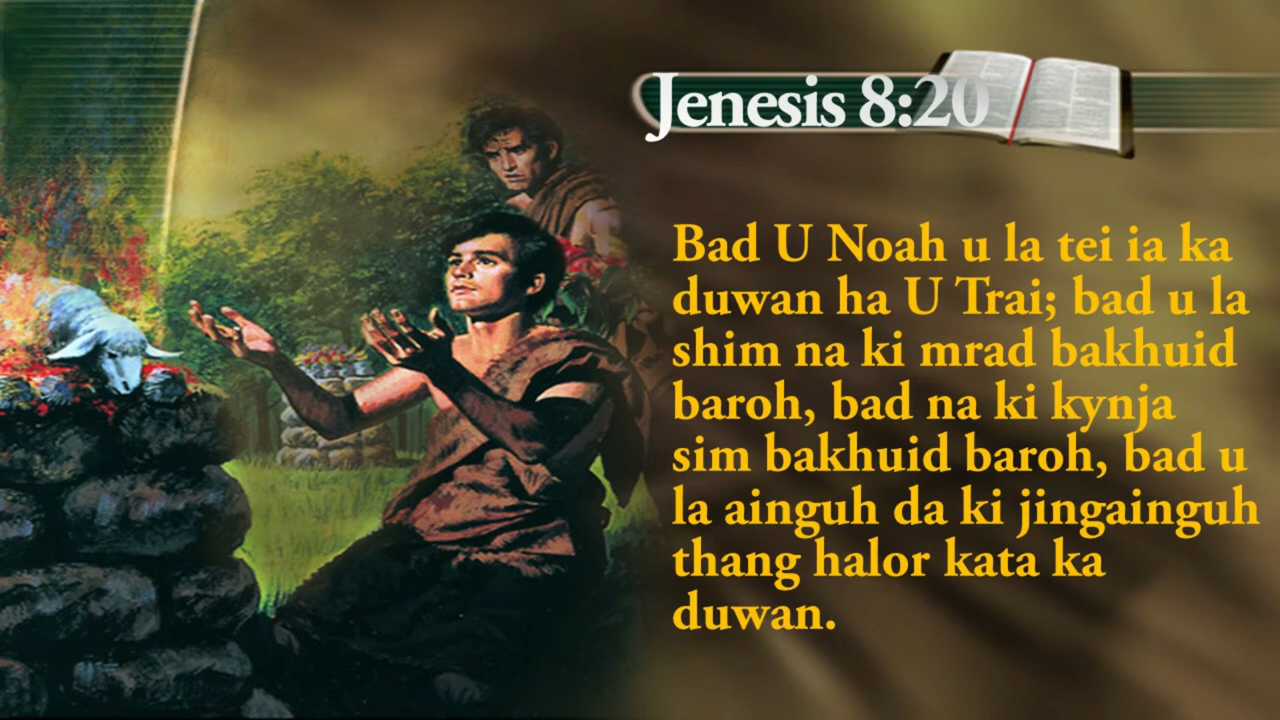 Jenesis 8:20
Bad U Noah u la tei ia ka
duwan ha U Trai; bad u la
shim na ki mrad bakhuid
baroh, bad na ki kynja
sim bakhuid baroh, bad u
la ainguh da ki jingainguh
thang halor kata ka
duwan.